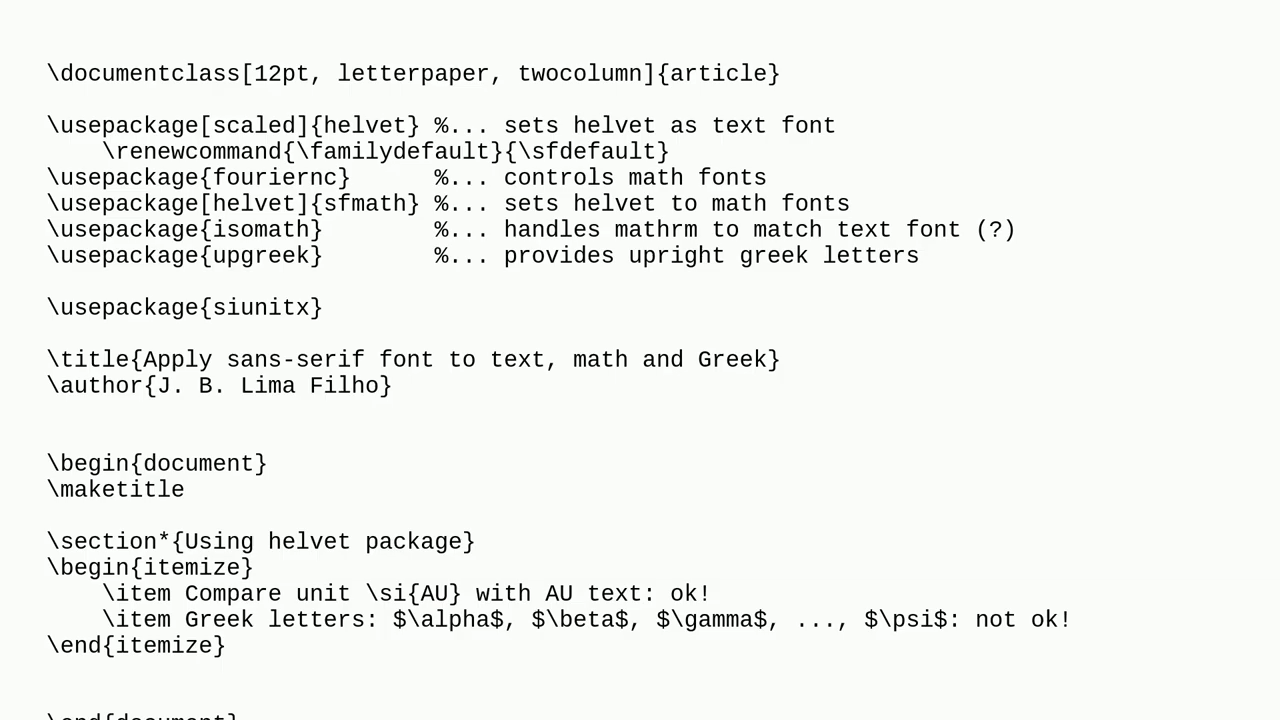 \documentclass[12pt, letterpaper, twocolumn]{article}
\usepackage[scaled]{helvet} %... sets helvet as text font
\renewcommand{\familydefault}{\sfdefault}
\usepackage{fouriernc}      %... controls math fonts
\usepackage[helvet]{sfmath} %... sets helvet to math fonts
\usepackage{isomath}        %... handles mathrm to match text font (?)
\usepackage{upgreek}        %... provides upright greek letters
\usepackage{siunitx}
\title{Apply sans-serif font to text, math and Greek}
\author{J. B. Lima Filho}
\begin{document}
\maketitle
\section*{Using helvet package}
\begin{itemize}
\item Compare unit \si{AU} with AU text: ok!
\item Greek letters: $\alpha$, $\beta$, $\gamma$, ..., $\psi$: not ok!
\end{itemize}
\end{document}